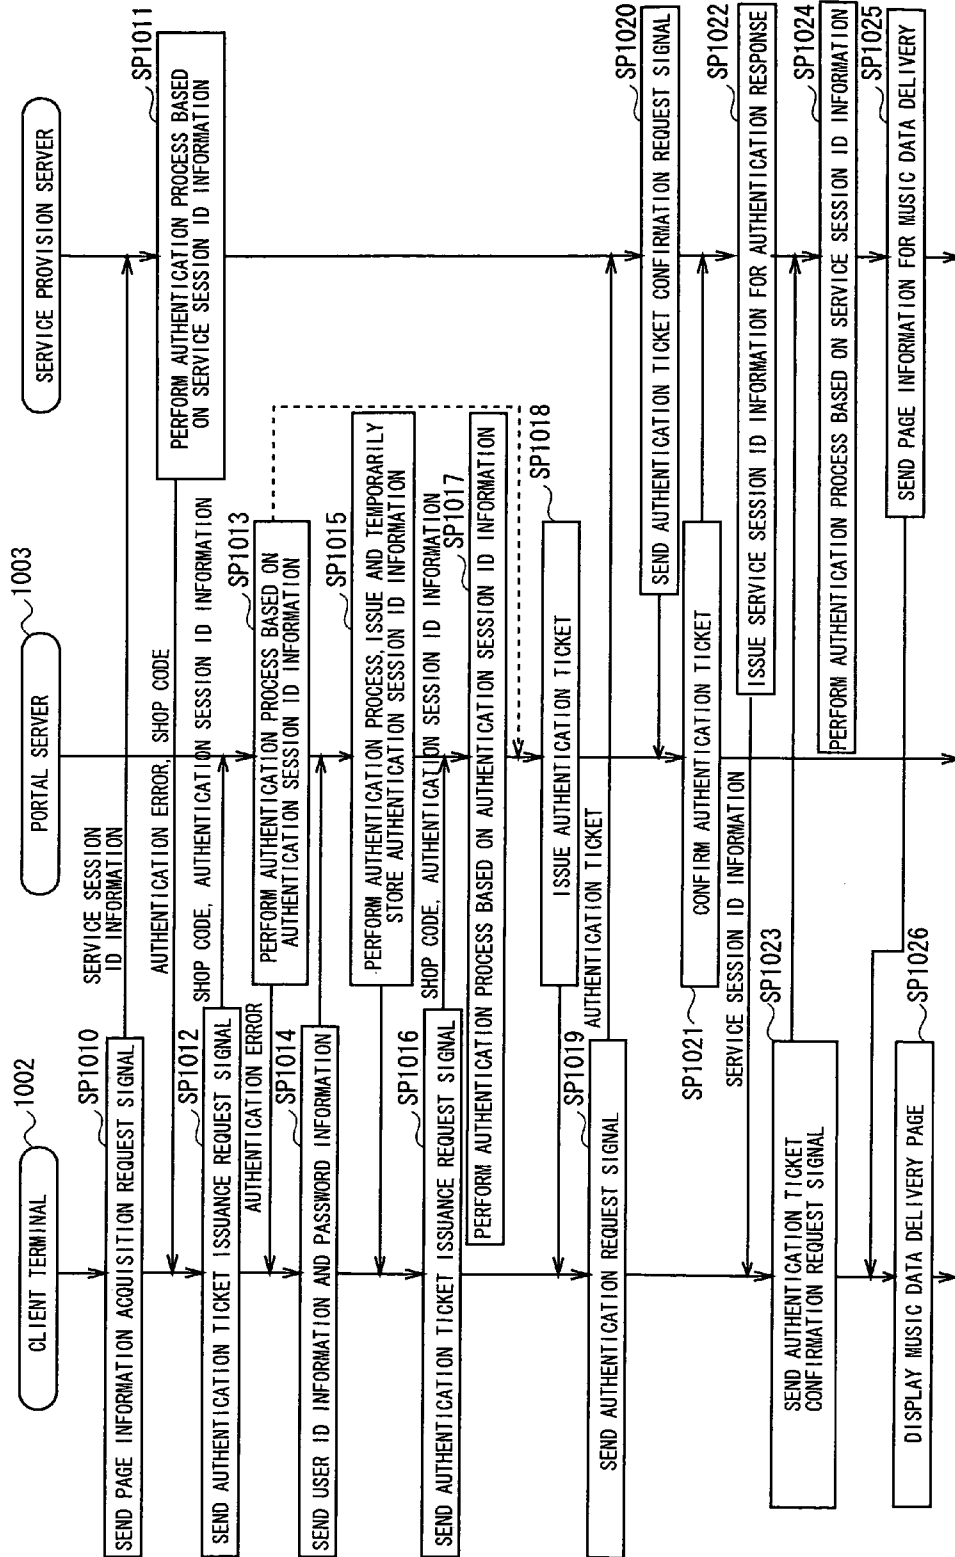 CLIENT TERMINAL
1002
PORTAL SERVER
1003
SERVICE PROVISION SERVER
SEND PAGE INFORMATION ACQUISITION REQUEST SIGNAL
SP1010
SERVICE SESSION
ID INFORMATION
PERFORM AUTHENTICATION PROCESS BASED
ON SERVICE SESSION ID INFORMATION
SP1011
AUTHENTICATION ERROR, SHOP CODE
SEND AUTHENTICATION TICKET ISSUANCE REQUEST SIGNAL
SP1012
SHOP CODE, AUTHENTICATION SESSION ID INFORMATION
PERFORM AUTHENTICATION PROCESS BASED ON
AUTHENTICATION SESSION ID INFORMATION
SP1013
AUTHENTICATION ERROR
SEND USER ID INFORMATION AND PASSWORD INFORMATION
SP1014
PERFORM AUTHENTICATION PROCESS, ISSUE AND TEMPORARILY
STORE AUTHENTICATION SESSION ID INFORMATION
SP1015
SEND AUTHENTICATION TICKET ISSUANCE REQUEST SIGNAL
SP1016
SHOP CODE, AUTHENTICATION SESSION ID INFORMATION
PERFORM AUTHENTICATION PROCESS BASED ON AUTHENTICATION SESSION ID INFORMATION
SP1017
ISSUE AUTHENTICATION TICKET
SP1018
SEND AUTHENTICATION REQUEST SIGNAL
SP1019
AUTHENTICATION TICKET
SEND AUTHENTICATION TICKET CONFIRMATION REQUEST SIGNAL
SP1020
CONFIRM AUTHENTICATION TICKET
SP1021
ISSUE SERVICE SESSION ID INFORMATION FOR AUTHENTICATION RESPONSE
SP1022
SERVICE SESSION ID INFORMATION
SEND AUTHENTICATION TICKET
CONFIRMATION REQUEST SIGNAL
SP1023
PERFORM AUTHENTICATION PROCESS BASED ON SERVICE SESSION ID INFORMATION
SP1024
SEND PAGE INFORMATION FOR MUSIC DATA DELIVERY
SP1025
DISPLAY MUSIC DATA DELIVERY PAGE
SP1026